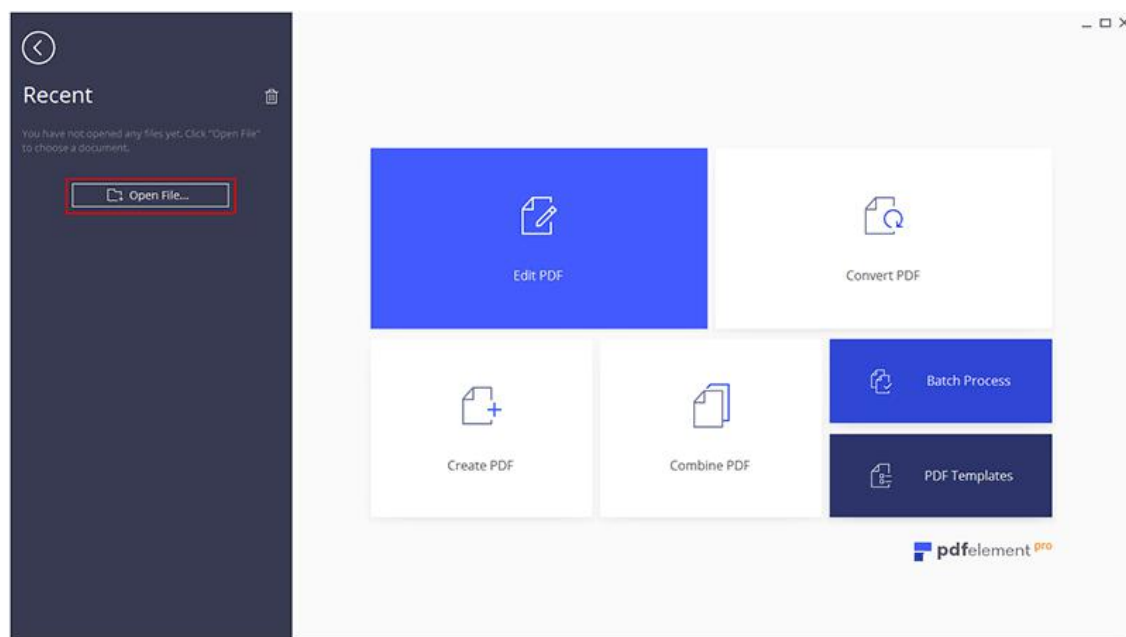 Recent
You have not opened any files yet. Click "Open File"
to choose a document.
Open File...
Edit PDF
Convert PDF
Create PDF
Combine PDF
Batch Process
PDF Templates
pdfelement pro